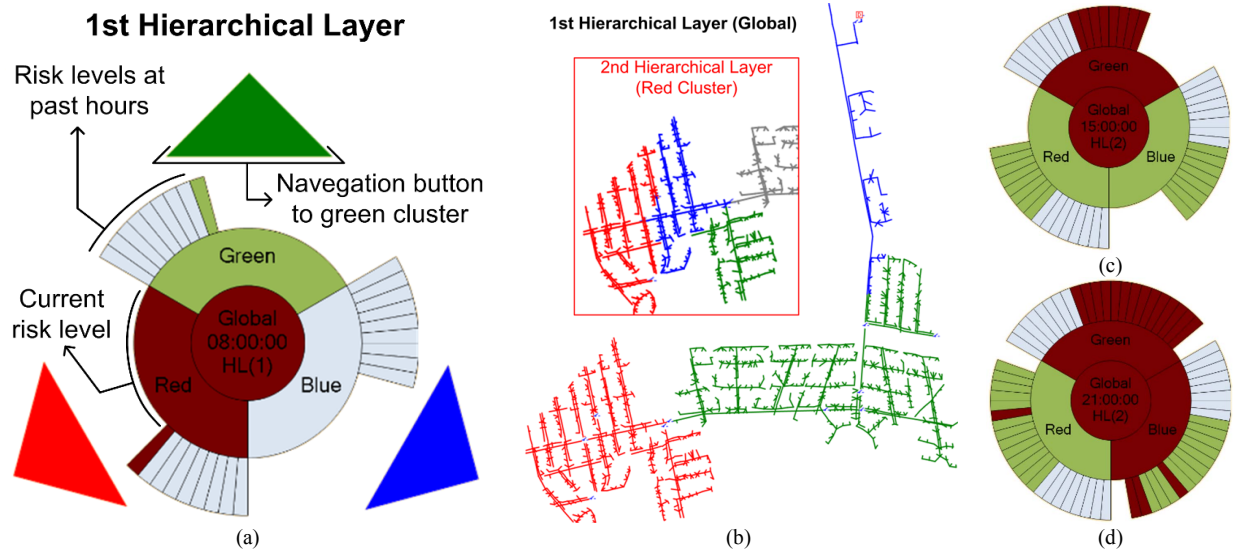 1st Hierarchical Layer
Risk levels at
past hours
Navegation button
to green cluster
Green
Current
risk level
Global
08:00:00
HL(1)
Red
Blue
(a)
1st Hierarchical Layer (Global)
2nd Hierarchical Layer
(Red Cluster)
(b)
Green
Global
15:00:00
HL(2)
Red
Blue
(c)
Green
Global
21:00:00
HL(2)
Red
Blue
(d)